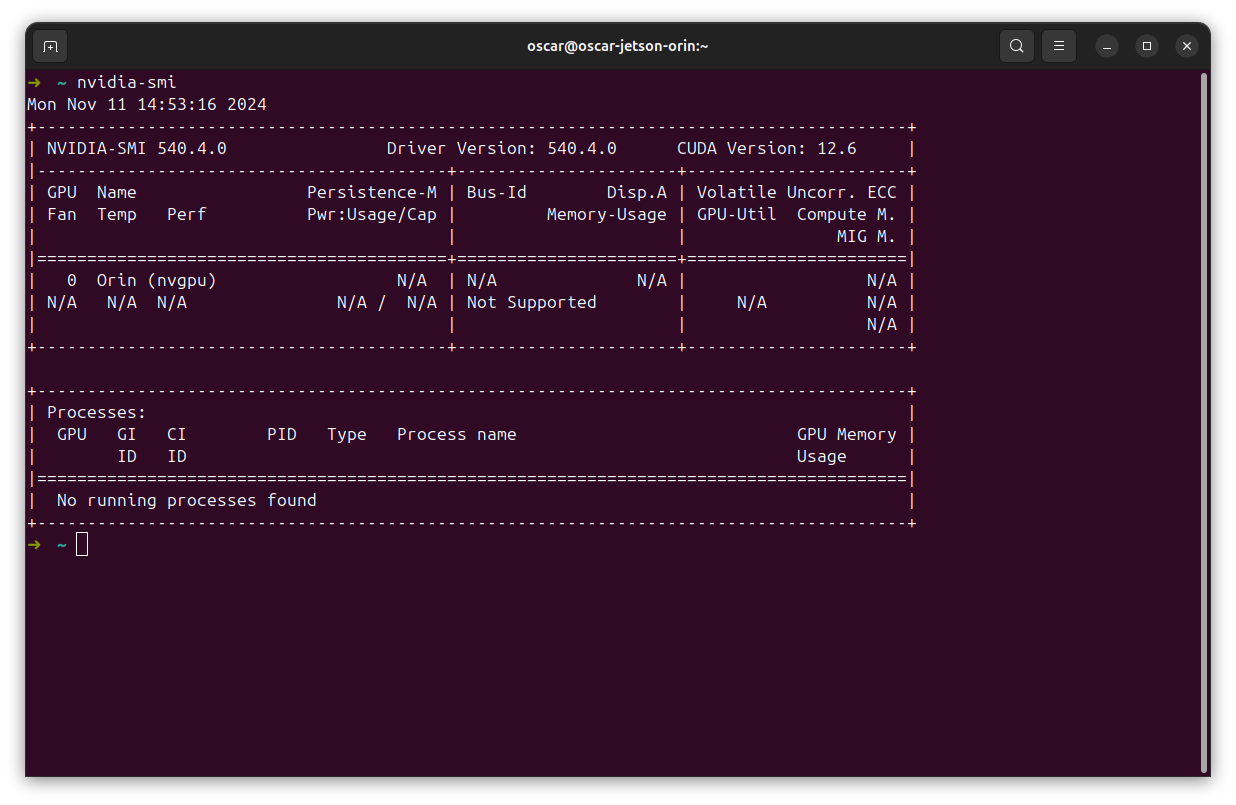 oscar@oscar-jetson-orin:~
➜  ~ nvidia-smi
Mon Nov 11 14:53:16 2024
+---------------------------------------------------------------------------------------+
| NVIDIA-SMI 540.4.0                Driver Version: 540.4.0      CUDA Version: 12.6     |
|-----------------------------------------+----------------------+----------------------+
| GPU  Name                 Persistence-M | Bus-Id        Disp.A | Volatile Uncorr. ECC |
| Fan  Temp   Perf          Pwr:Usage/Cap |         Memory-Usage | GPU-Util  Compute M. |
|                                         |                      |               MIG M. |
|=========================================+======================+======================|
|   0  Orin (nvgpu)                  N/A  | N/A              N/A |                  N/A |
| N/A   N/A  N/A               N/A /  N/A | Not Supported        |     N/A          N/A |
|                                         |                      |                  N/A |
+-----------------------------------------+----------------------+----------------------+

+---------------------------------------------------------------------------------------+
| Processes:                                                                            |
|  GPU   GI   CI        PID   Type   Process name                            GPU Memory |
|        ID   ID                                                             Usage      |
|=======================================================================================|
|  No running processes found                                                           |
+---------------------------------------------------------------------------------------+
➜  ~